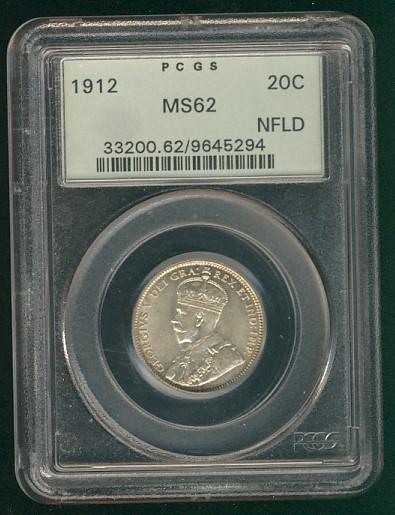 PCGS
1912 20C
MS62
NFLD
33200.62/9645294
GEORGIVS V DEI GRA: REX ET IND:IMP:
PCGS